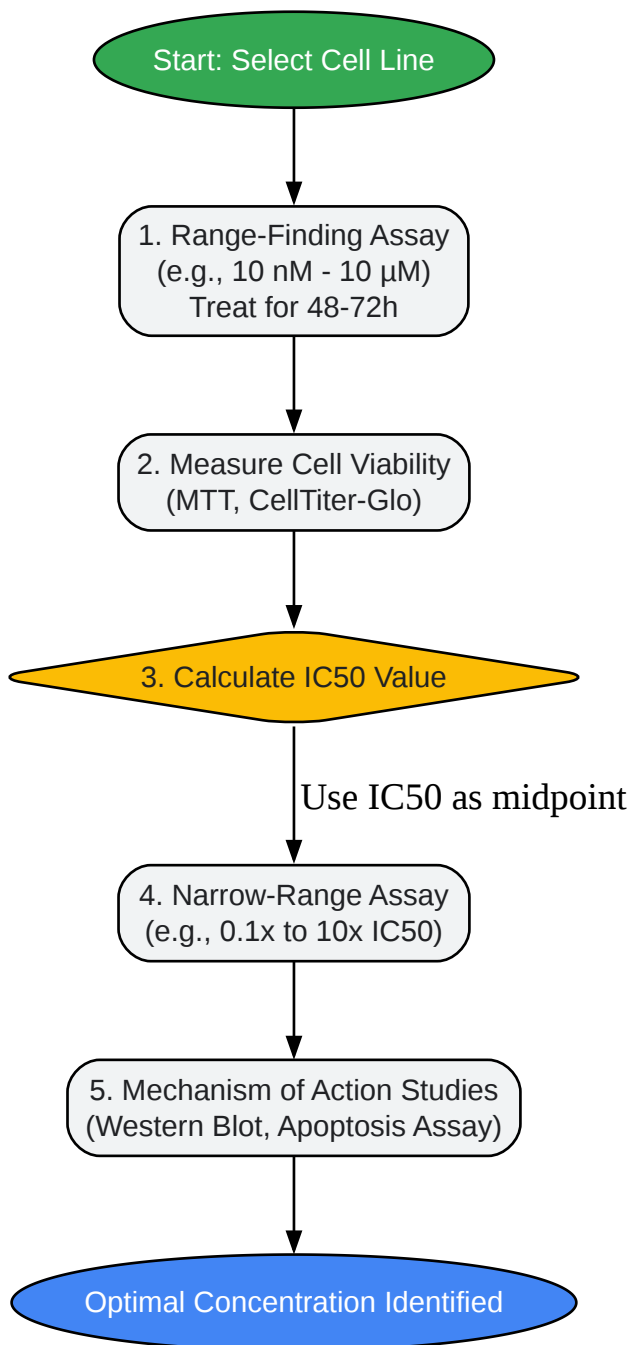 Start: Select Cell Line
1. Range-Finding Assay
(e.g., 10 nM - 10 µM)
Treat for 48-72h
2. Measure Cell Viability
(MTT, CellTiter-Glo)
3. Calculate IC50 Value
Use IC50 as midpoint
4. Narrow-Range Assay
(e.g., 0.1x to 10x IC50)
5. Mechanism of Action Studies
(Western Blot, Apoptosis Assay)
Optimal Concentration Identified